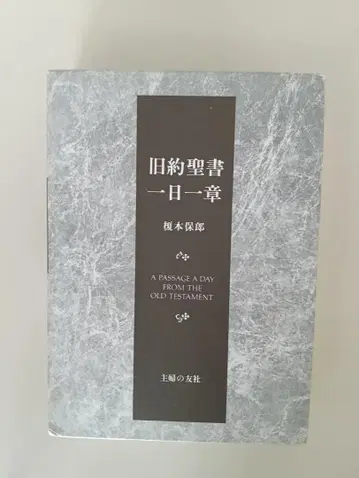 旧約聖書
一日一章
榎本保郎
A PASSAGE A DAY
FROM THE
OLD TESTAMENT
主婦の友社